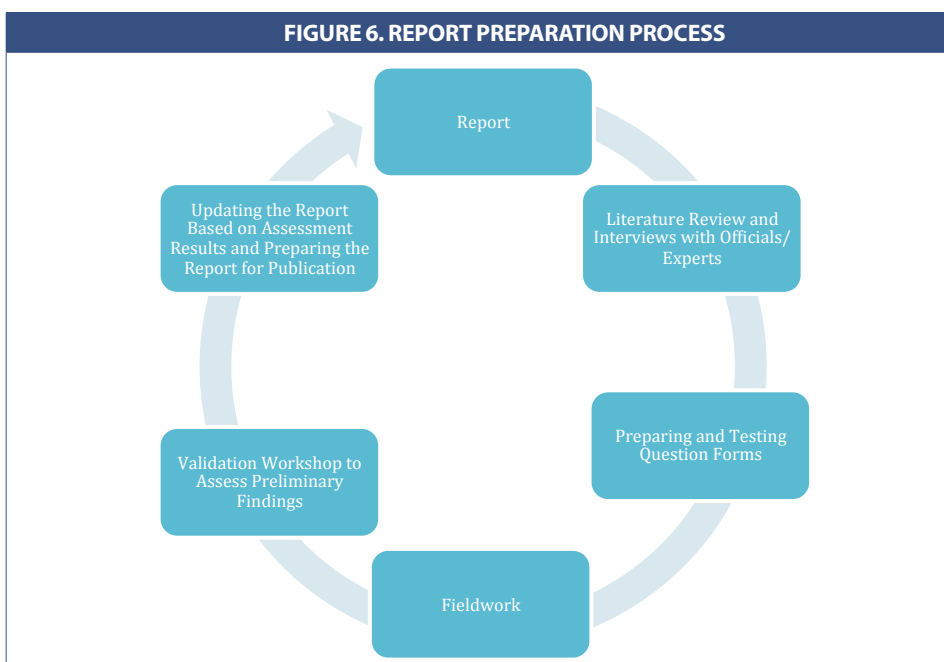 FIGURE 6. REPORT PREPARATION PROCESS
Report
Literature Review and
Interviews with Officials/
Experts
Preparing and Testing
Question Forms
Fieldwork
Validation Workshop to
Assess Preliminary
Findings
Updating the Report
Based on Assessment
Results and Preparing the
Report for Publication